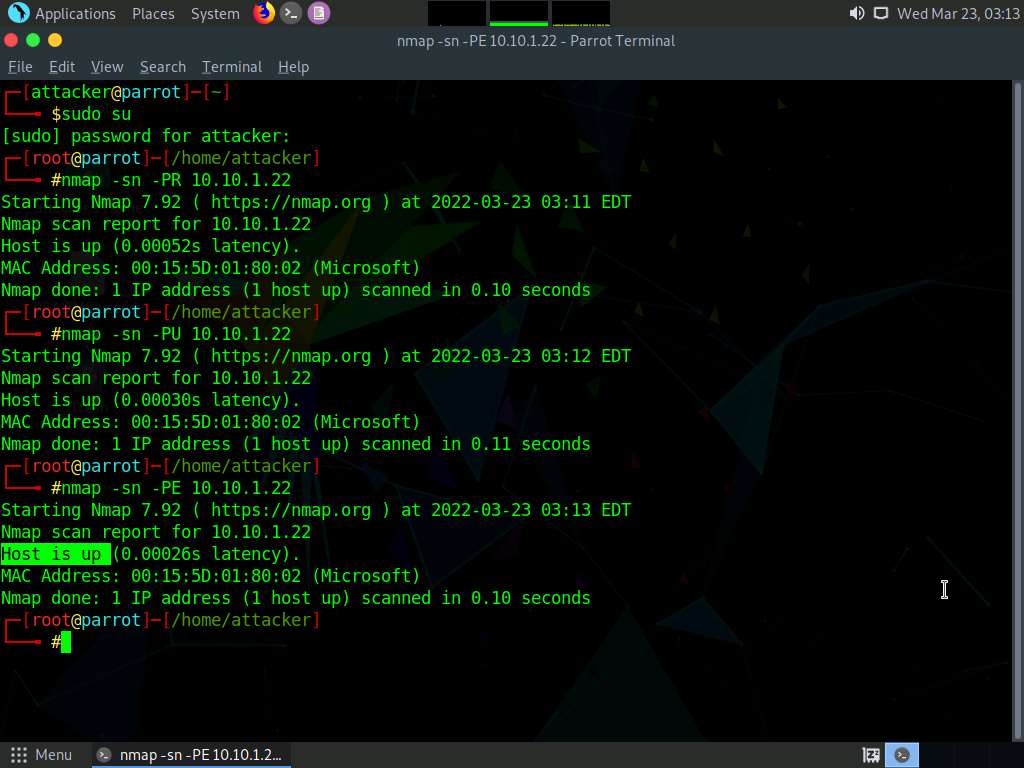 Applications Places System Wed Mar 23, 03:13
nmap -sn -PE 10.10.1.22 - Parrot Terminal
File Edit View Search Terminal Help
┌─[attacker@parrot]─[~]
└──╼ $sudo su
[sudo] password for attacker:
┌─[root@parrot]─[/home/attacker]
└──╼ #nmap -sn -PR 10.10.1.22
Starting Nmap 7.92 ( https://nmap.org ) at 2022-03-23 03:11 EDT
Nmap scan report for 10.10.1.22
Host is up (0.00052s latency).
MAC Address: 00:15:5D:01:80:02 (Microsoft)
Nmap done: 1 IP address (1 host up) scanned in 0.10 seconds
┌─[root@parrot]─[/home/attacker]
└──╼ #nmap -sn -PU 10.10.1.22
Starting Nmap 7.92 ( https://nmap.org ) at 2022-03-23 03:12 EDT
Nmap scan report for 10.10.1.22
Host is up (0.00030s latency).
MAC Address: 00:15:5D:01:80:02 (Microsoft)
Nmap done: 1 IP address (1 host up) scanned in 0.11 seconds
┌─[root@parrot]─[/home/attacker]
└──╼ #nmap -sn -PE 10.10.1.22
Starting Nmap 7.92 ( https://nmap.org ) at 2022-03-23 03:13 EDT
Nmap scan report for 10.10.1.22
Host is up (0.00026s latency).
MAC Address: 00:15:5D:01:80:02 (Microsoft)
Nmap done: 1 IP address (1 host up) scanned in 0.10 seconds
┌─[root@parrot]─[/home/attacker]
└──╼ #
Menu nmap -sn -PE 10.10.1.2...